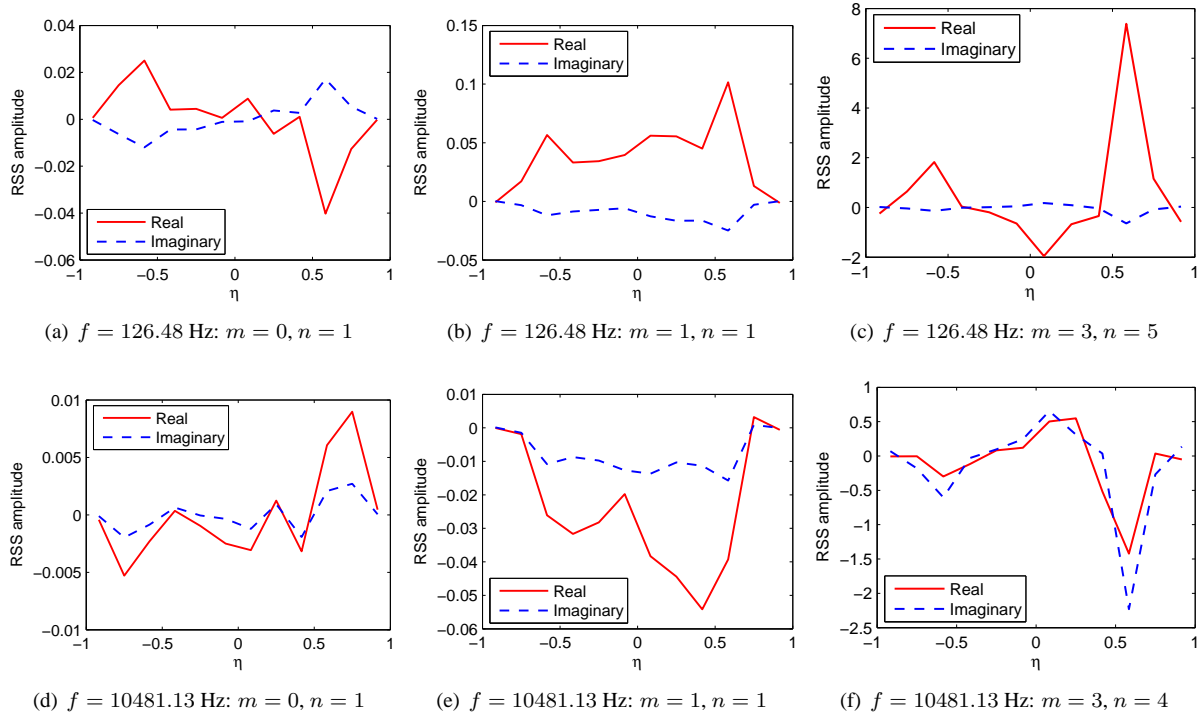 0.04
0.02
0
−0.02
−0.04
−0.06
−1
−0.5
0
0.5
1
RSS amplitude
η
Real
Imaginary
(a) f = 126.48 Hz: m = 0, n = 1
0.15
0.1
0.05
0
−0.05
−1
−0.5
0
0.5
1
RSS amplitude
η
Real
Imaginary
(b) f = 126.48 Hz: m = 1, n = 1
8
6
4
2
0
−2
−1
−0.5
0
0.5
1
RSS amplitude
η
Real
Imaginary
(c) f = 126.48 Hz: m = 3, n = 5
0.01
0.005
0
−0.005
−0.01
−1
−0.5
0
0.5
1
RSS amplitude
η
Real
Imaginary
(d) f = 10481.13 Hz: m = 0, n = 1
0.01
0
−0.01
−0.02
−0.03
−0.04
−0.05
−0.06
−1
−0.5
0
0.5
1
RSS amplitude
η
Real
Imaginary
(e) f = 10481.13 Hz: m = 1, n = 1
1
0.5
0
−0.5
−1
−1.5
−2
−2.5
−1
−0.5
0
0.5
1
RSS amplitude
η
Real
Imaginary
(f) f = 10481.13 Hz: m = 3, n = 4